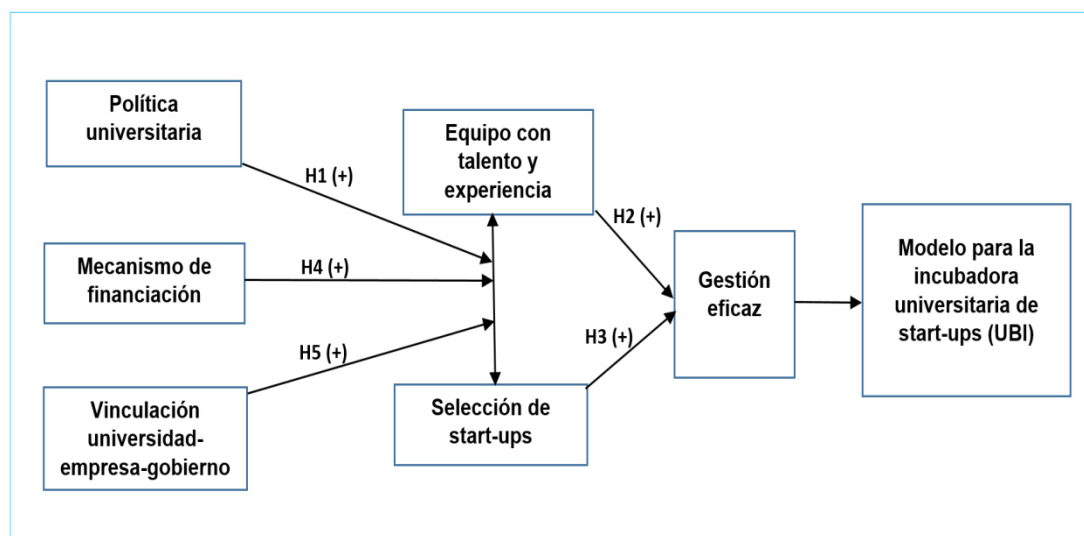 Política
universitaria
H1 (+)
Mecanismo de
financiación
H4 (+)
Vinculación
universidad-
empresa-gobierno
H5 (+)
Equipo con
talento y
experiencia
H2 (+)
Selección de
start-ups
H3 (+)
Gestión
eficaz
Modelo para la
incubadora
universitaria de
start-ups (UBI)